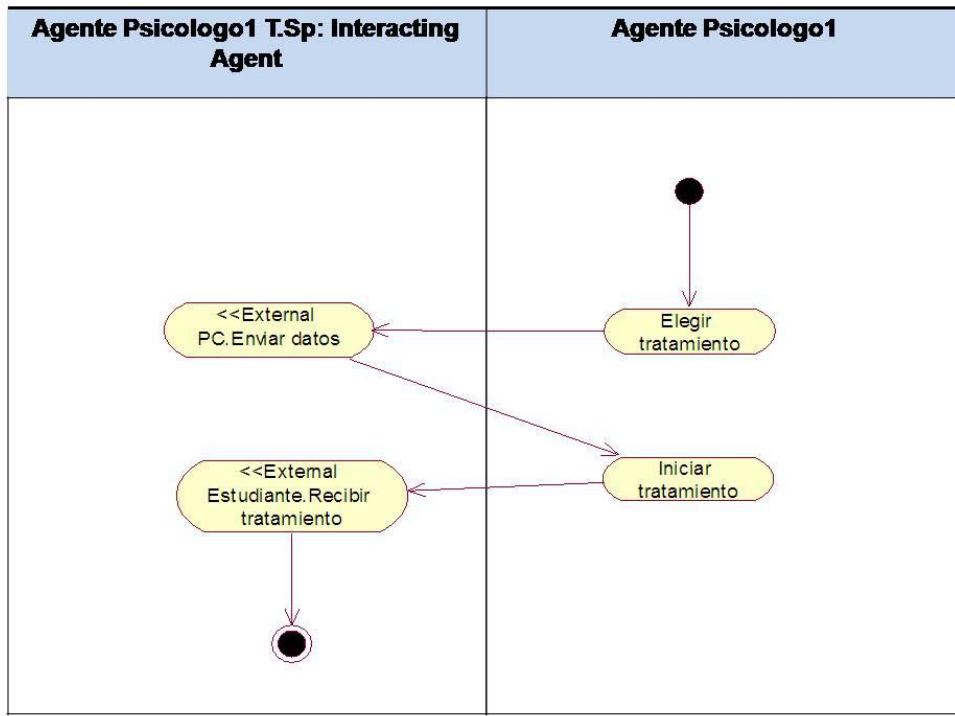 Agente Psicologo1 T.Sp: Interacting
Agent
Agente Psicologo1
<<External
PC.Enviar datos
Elegir
tratamiento
<<External
Estudiante.Recibir
tratamiento
Iniciar
tratamiento